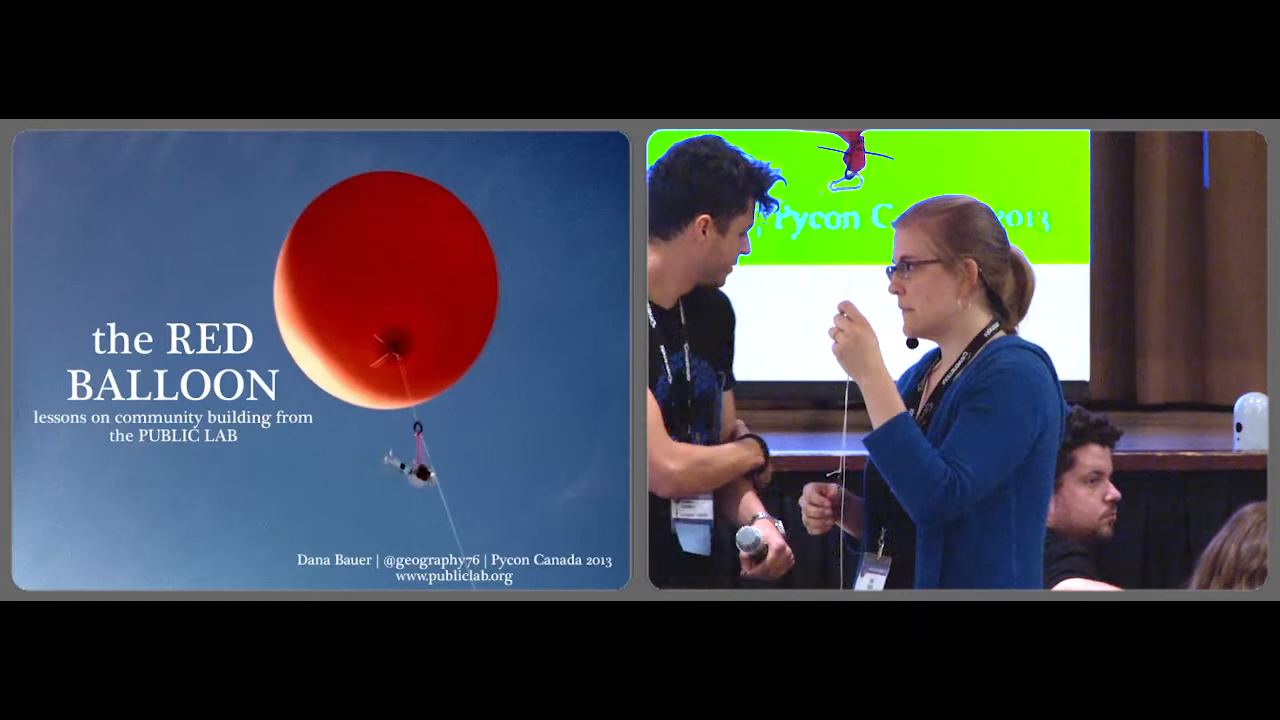 the RED
BALLOON
lessons on community building from
the PUBLIC LAB
Dana Bauer | @geography76 | Pycon Canada 2013
www.publiclab.org
Pycon C
2013